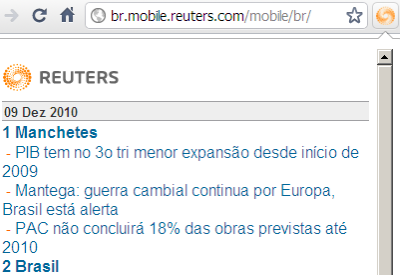 br.mobile.reuters.com/mobile/br/
REUTERS
09 Dez 2010
1 Manchetes
- PIB tem no 3o tri menor expansão desde início de
2009
- Mantega: guerra cambial continua por Europa,
Brasil está alerta
- PAC não concluirá 18% das obras previstas até
2010
2 Brasil